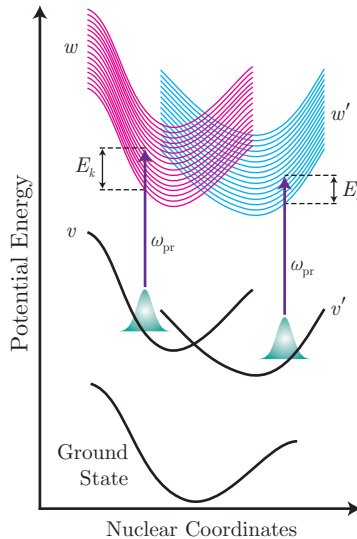 w
w′
E_k
E
v
ω_pr
ω_pr
v′
Ground
State
Potential Energy
Nuclear Coordinates